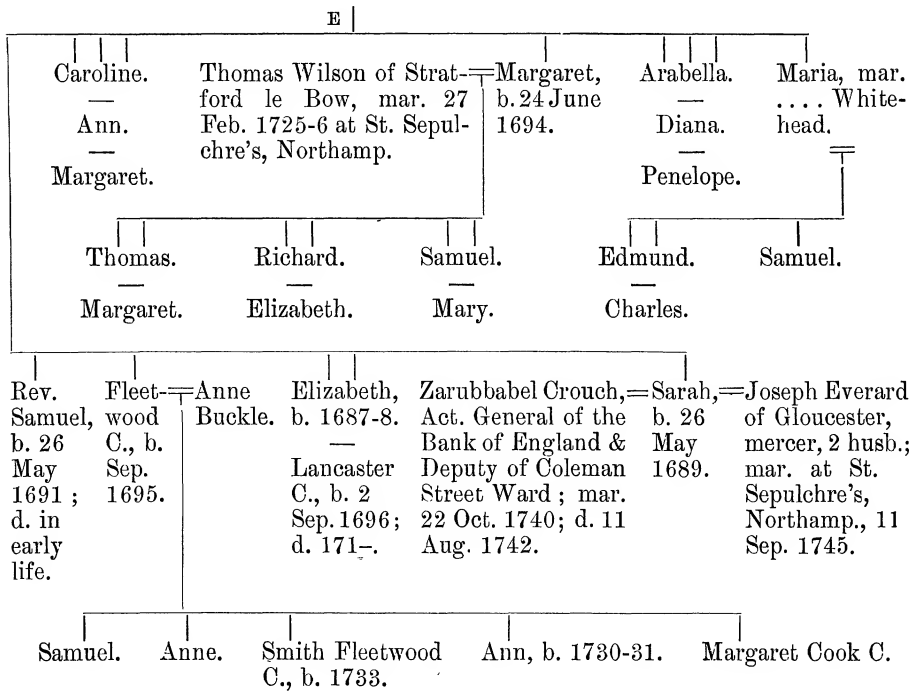 E
Caroline.
—
Ann.
—
Margaret.
Thomas Wilson of Strat-
ford le Bow, mar. 27
Feb. 1725-6 at St. Sepul-
chre's, Northamp.
Margaret,
b. 24 June
1694.
Arabella.
—
Diana.
—
Penelope.
Maria, mar.
.... White-
head.
Thomas.
—
Margaret.
Richard.
—
Elizabeth.
Samuel.
—
Mary.
Edmund.
—
Charles.
Samuel.
Rev.
Samuel,
b. 26
May
1691 ;
d. in
early
life.
Fleet-
wood
C., b.
Sep.
1695.
Anne
Buckle.
Elizabeth,
b. 1687-8.
—
Lancaster
C., b. 2
Sep. 1696;
d. 171–.
Zarubbabel Crouch,
Act. General of the
Bank of England &
Deputy of Coleman
Street Ward ; mar.
22 Oct. 1740; d. 11
Aug. 1742.
Sarah,
b. 26
May
1689.
Joseph Everard
of Gloucester,
mercer, 2 husb.;
mar. at St.
Sepulchre's,
Northamp., 11
Sep. 1745.
Samuel.
Anne.
Smith Fleetwood
C., b. 1733.
Ann, b. 1730-31.
Margaret Cook C.